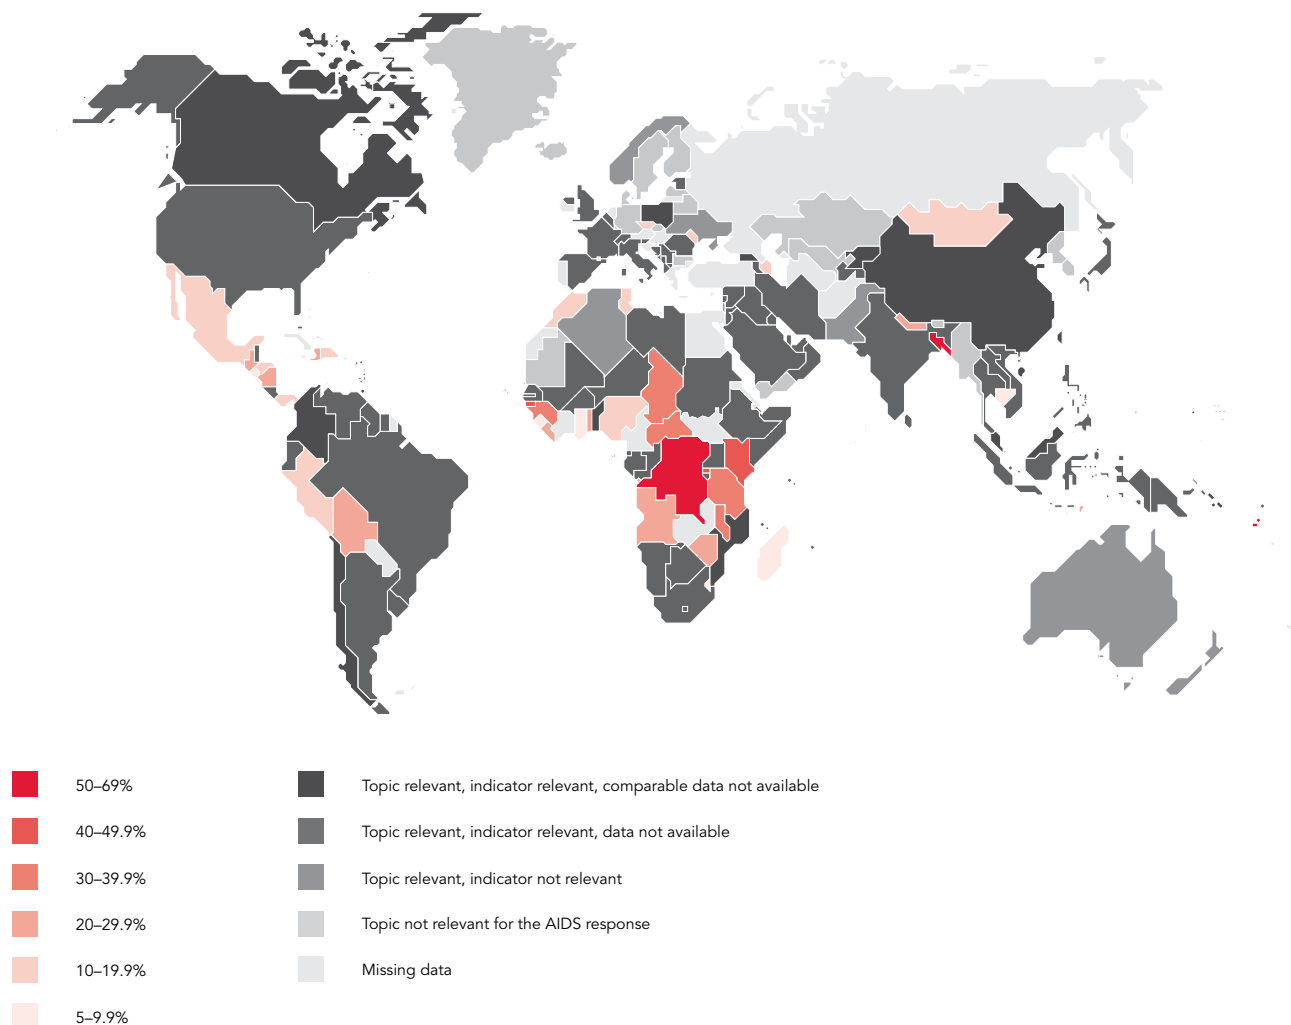 50–69%
40–49.9%
30–39.9%
20–29.9%
10–19.9%
5–9.9%
Topic relevant, indicator relevant, comparable data not available
Topic relevant, indicator relevant, data not available
Topic relevant, indicator not relevant
Topic not relevant for the AIDS response
Missing data